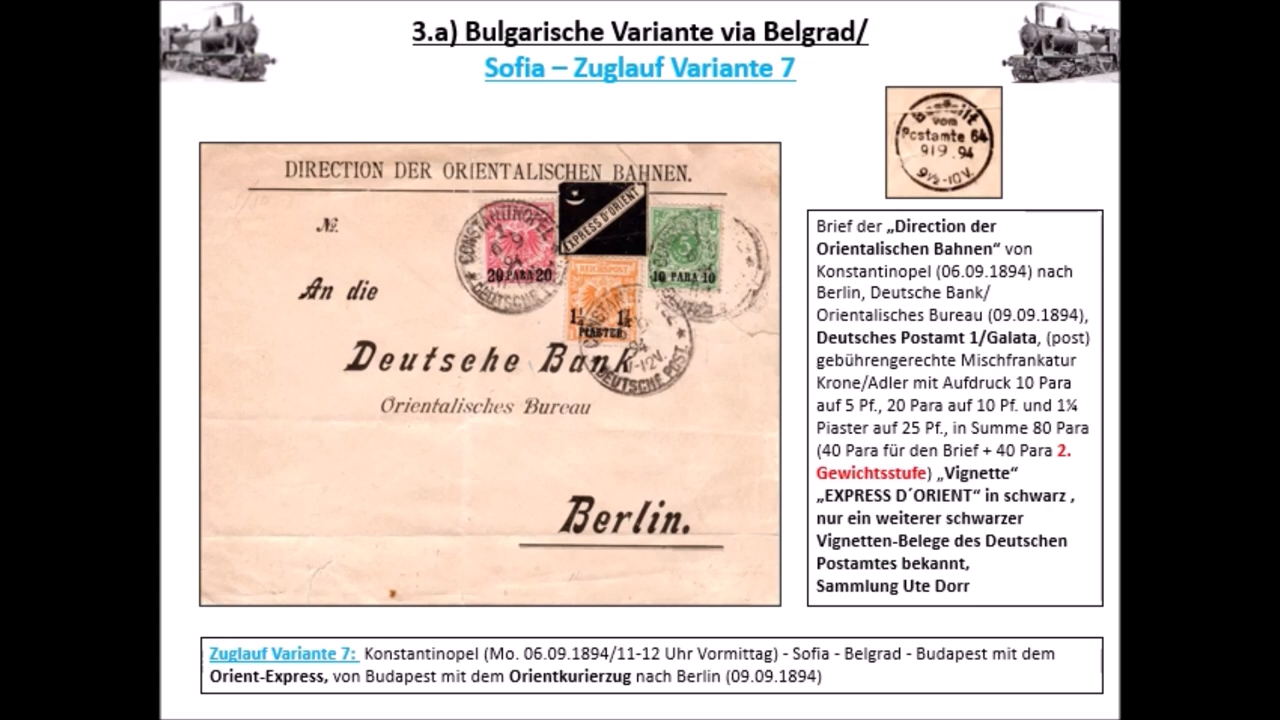 3.a) Bulgarische Variante via Belgrad/
Sofia – Zuglauf Variante 7
Bestellt
vom
Postamte 64
9 I 9 . 94
9½-10V.
DIRECTION DER ORIENTALISCHEN BAHNEN.
№.
EXPRESS D'ORIENT
CONSTANTINOPEL
94
DEUTSCHE
20 PARA 20
10 PARA 10
REICHSPOST
1¼ 1¼
PIASTER
94
-12V.
DEUTSCHE POST.
An die
Deutsche Bank
Orientalisches Bureau
Berlin.
Brief der „Direction der
Orientalischen Bahnen“ von
Konstantinopel (06.09.1894) nach
Berlin, Deutsche Bank/
Orientalisches Bureau (09.09.1894),
Deutsches Postamt 1/Galata, (post)
gebührengerechte Mischfrankatur
Krone/Adler mit Aufdruck 10 Para
auf 5 Pf., 20 Para auf 10 Pf. und 1¼
Piaster auf 25 Pf., in Summe 80 Para
(40 Para für den Brief + 40 Para 2.
Gewichtsstufe) „Vignette“
„EXPRESS D´ORIENT“ in schwarz ,
nur ein weiterer schwarzer
Vignetten-Belege des Deutschen
Postamtes bekannt,
Sammlung Ute Dorr
Zuglauf Variante 7: Konstantinopel (Mo. 06.09.1894/11-12 Uhr Vormittag) - Sofia - Belgrad - Budapest mit dem
Orient-Express, von Budapest mit dem Orientkurierzug nach Berlin (09.09.1894)